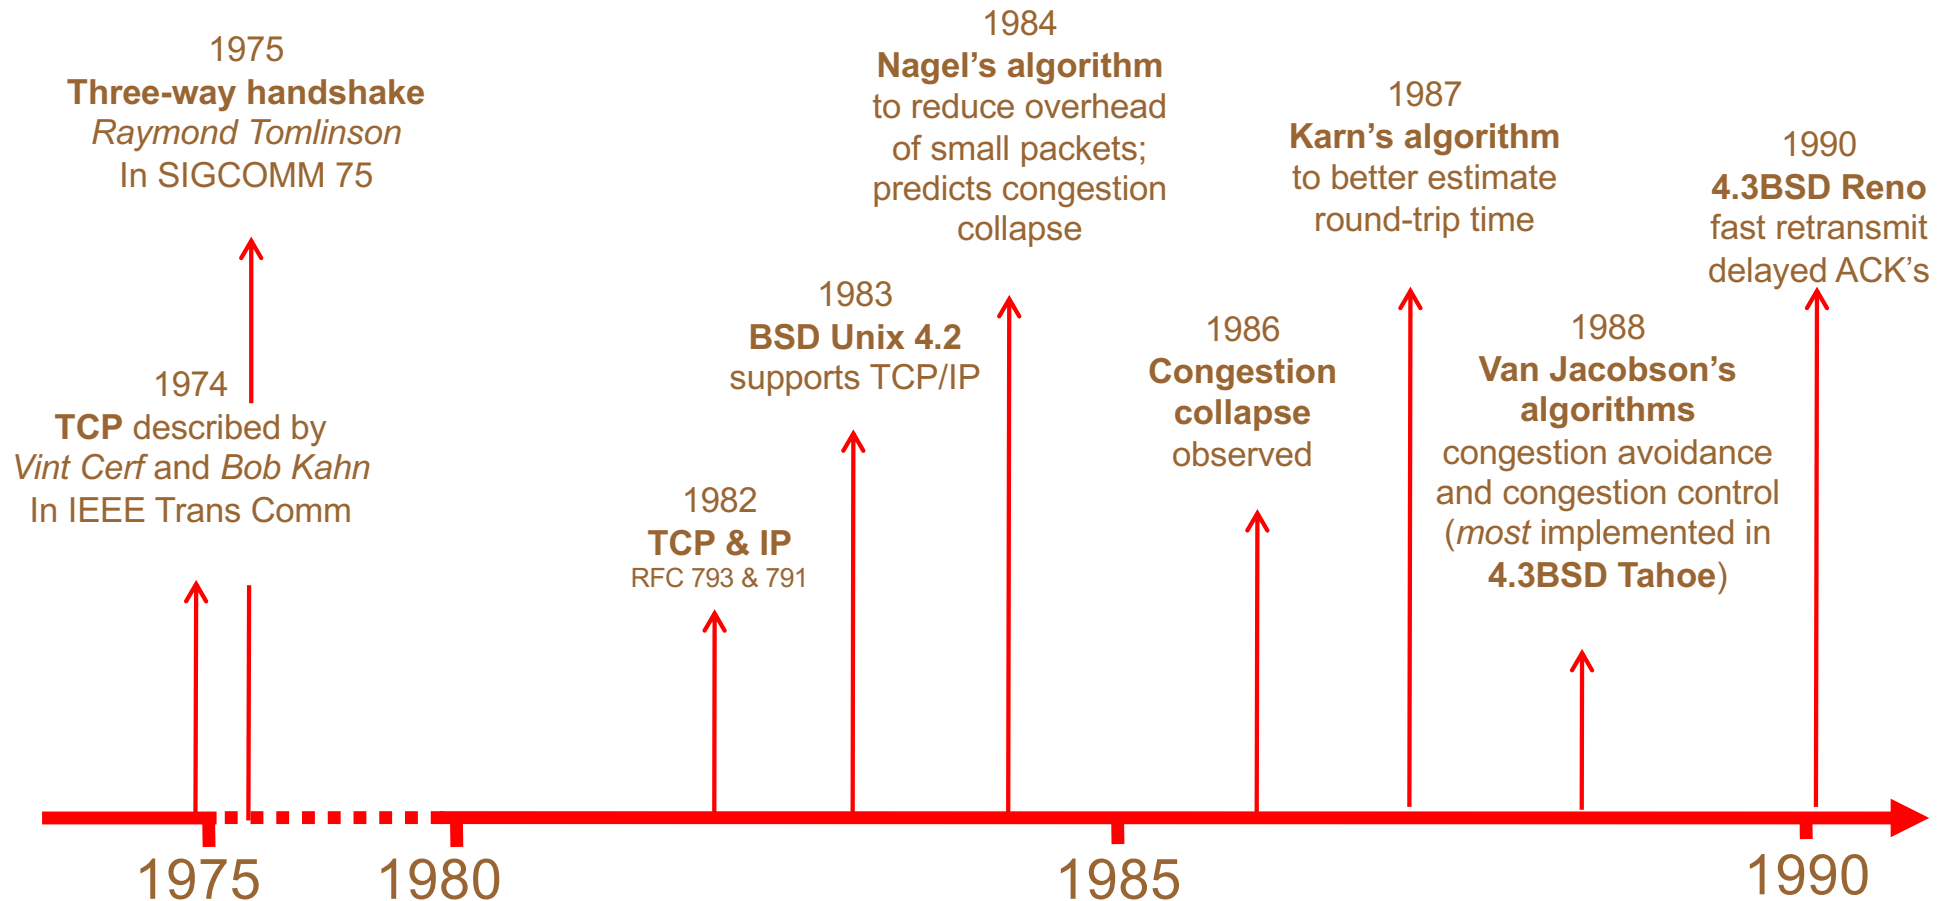 1975
Three-way handshake
Raymond Tomlinson
In SIGCOMM 75
1974
TCP described by
Vint Cerf and Bob Kahn
In IEEE Trans Comm
1982
TCP & IP
RFC 793 & 791
1983
BSD Unix 4.2
supports TCP/IP
1984
Nagel’s algorithm
to reduce overhead
of small packets;
predicts congestion
collapse
1986
Congestion
collapse
observed
1987
Karn’s algorithm
to better estimate
round-trip time
1988
Van Jacobson’s
algorithms
congestion avoidance
and congestion control
(most implemented in
4.3BSD Tahoe)
1990
4.3BSD Reno
fast retransmit
delayed ACK’s
1975
1980
1985
1990